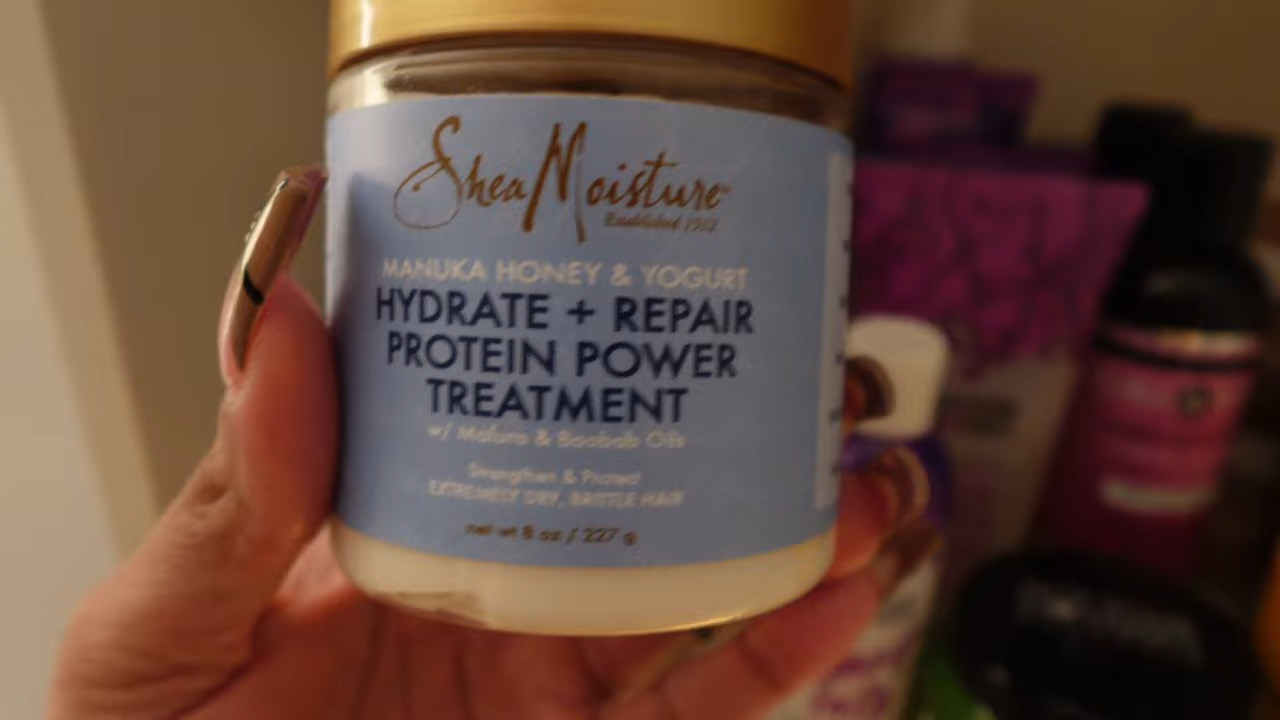 SheaMoisture
Established 1912
MANUKA HONEY & YOGURT
HYDRATE + REPAIR
PROTEIN POWER
TREATMENT
w/ Mafura & Baobab Oils
Strengthen & Protect
EXTREMELY DRY, BRITTLE HAIR
net wt 8 oz / 227 g